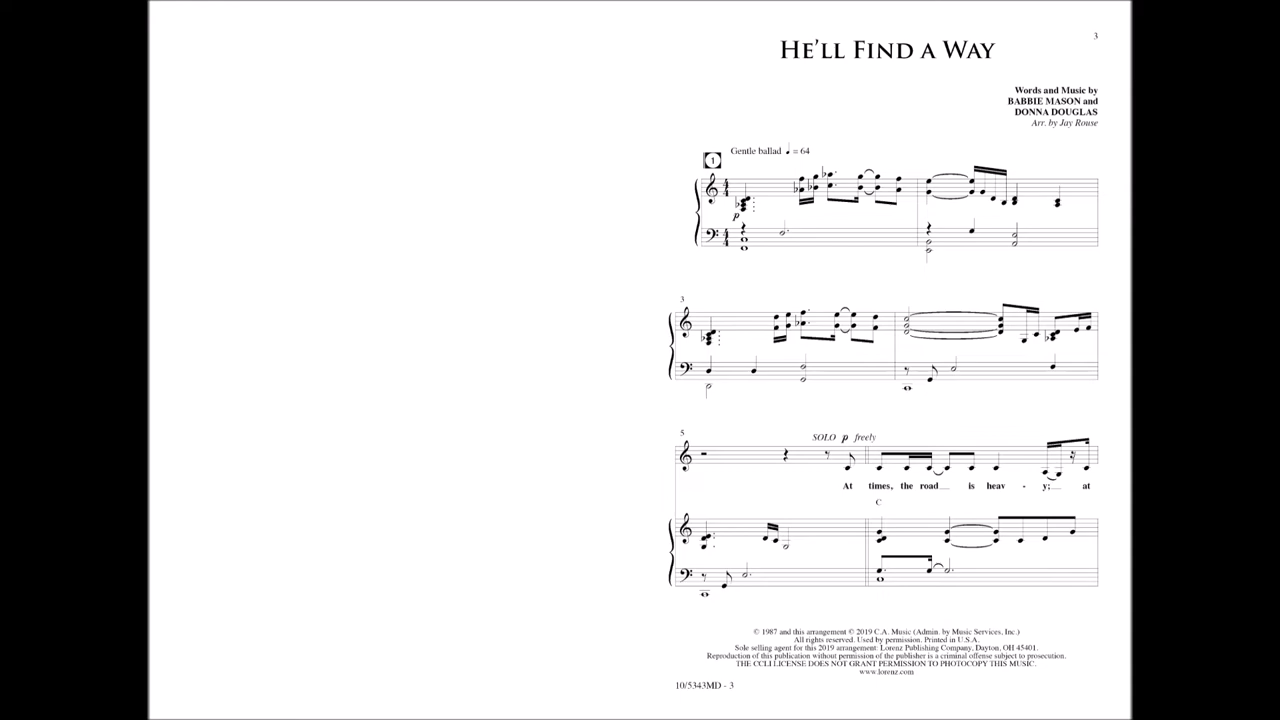 3
HE'LL FIND A WAY
Words and Music by
BABBIE MASON and
DONNA DOUGLAS
Arr. by Jay Rouse
1
Gentle ballad ♩ = 64
p
3
5
SOLO p freely
At times, the road is heav - y; at
C
© 1987 and this arrangement © 2019 C.A. Music (Admin. by Music Services, Inc.)
All rights reserved. Used by permission. Printed in U.S.A.
Sole selling agent for this 2019 arrangement: Lorenz Publishing Company, Dayton, OH 45401.
Reproduction of this publication without permission of the publisher is a criminal offense subject to prosecution.
THE CCLI LICENSE DOES NOT GRANT PERMISSION TO PHOTOCOPY THIS MUSIC.
www.lorenz.com
10/5343MD - 3